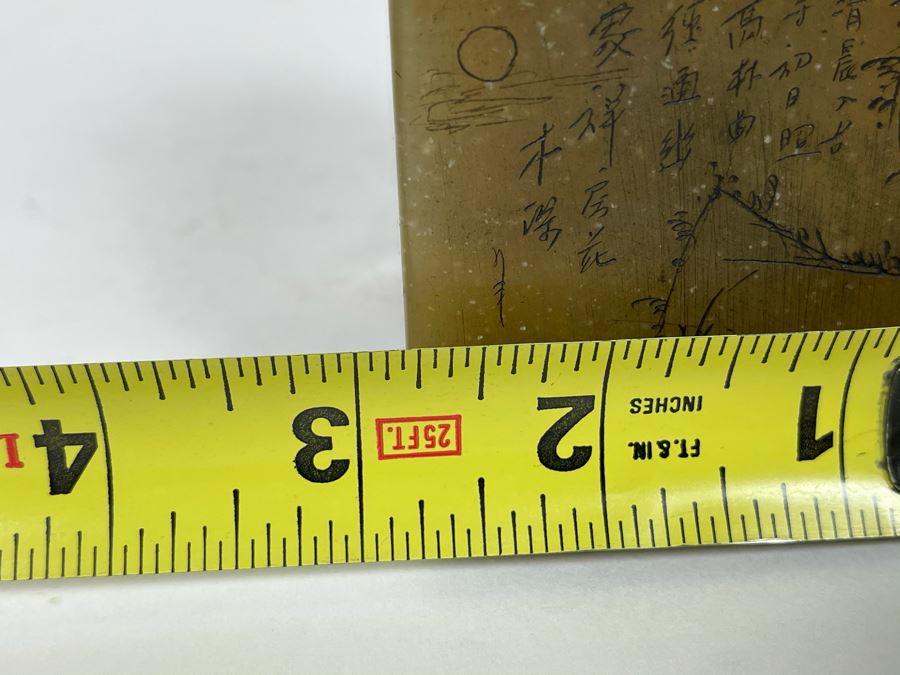 清晨入古
寺初日照
高林曲
徑通幽
處禪房花
木深
1
FT. & IN.
INCHES
2
25FT.
3
4
1